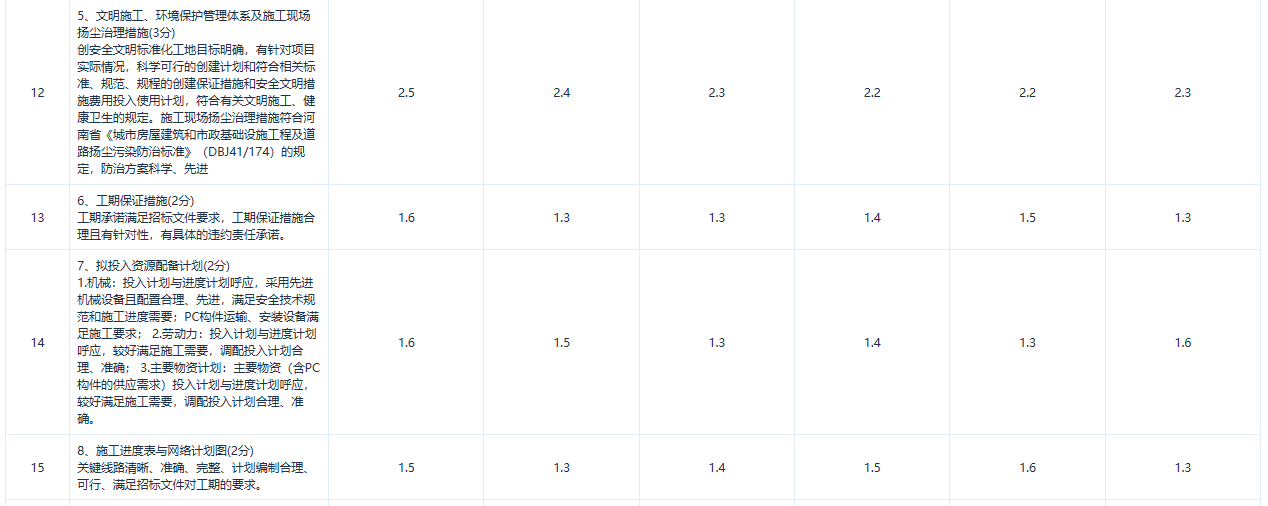 5、文明施工、环境保护管理体系及施工现场
扬尘治理措施(3分)
创安全文明标准化工地目标明确，有针对项目
实际情况，科学可行的创建计划和符合相关标
准、规范、规程的创建保证措施和安全文明措
施费用投入使用计划，符合有关文明施工、健
康卫生的规定。施工现场扬尘治理措施符合河
南省《城市房屋建筑和市政基础设施工程及道
路扬尘污染防治标准》（DBJ41/174）的规
定，防治方案科学、先进
12 2.5 2.4 2.3 2.2 2.2 2.3
6、工期保证措施(2分)
工期承诺满足招标文件要求，工期保证措施合
理且有针对性，有具体的违约责任承诺。
13 1.6 1.3 1.3 1.4 1.5 1.3
7、拟投入资源配备计划(2分)
1.机械：投入计划与进度计划呼应，采用先进
机械设备且配置合理、先进，满足安全技术规
范和施工进度需要；PC构件运输、安装设备满
足施工要求； 2.劳动力：投入计划与进度计划
呼应，较好满足施工需要，调配投入计划合
理、准确； 3.主要物资计划：主要物资（含PC
构件的供应需求）投入计划与进度计划呼应，
较好满足施工需要，调配投入计划合理、准
确。
14 1.6 1.5 1.3 1.4 1.3 1.6
8、施工进度表与网络计划图(2分)
关键线路清晰、准确、完整、计划编制合理、
可行、满足招标文件对工期的要求。
15 1.5 1.3 1.4 1.5 1.6 1.3